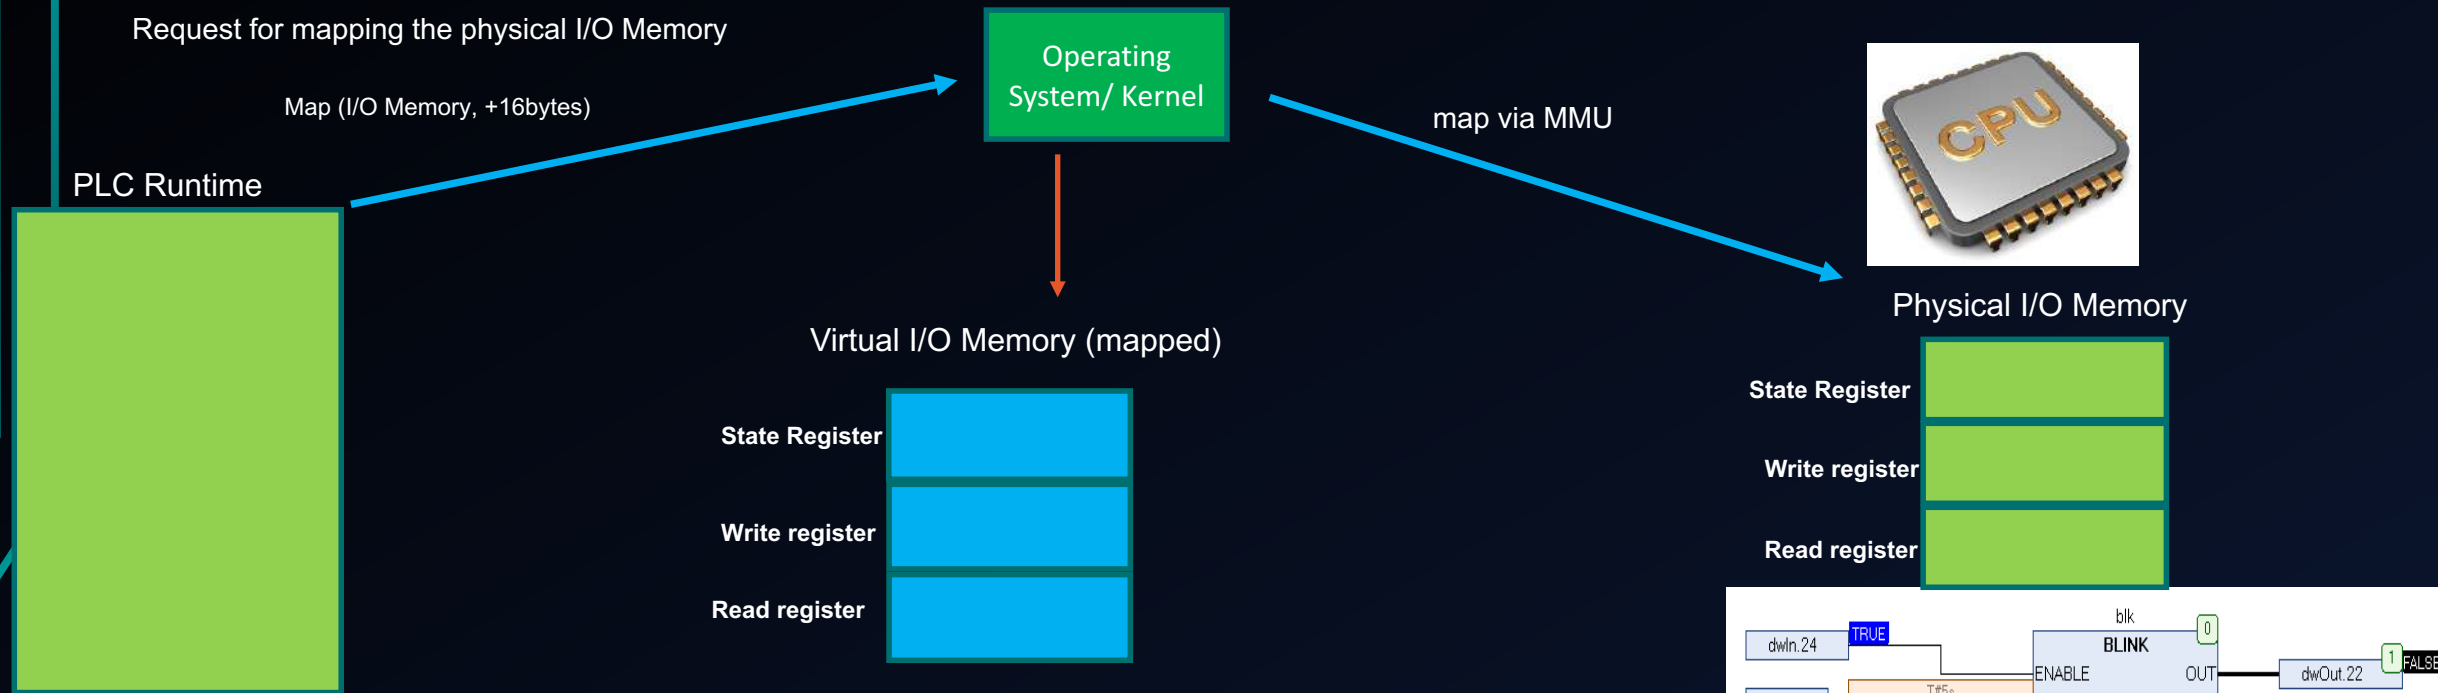 Request for mapping the physical I/O Memory
Map (I/O Memory, +16bytes)
PLC Runtime
Operating
System/ Kernel
map via MMU
CPU
Virtual I/O Memory (mapped)
State Register
Write register
Read register
Physical I/O Memory
State Register
Write register
Read register
blk
0
dwIn.24
TRUE
BLINK
ENABLE
OUT
dwOut.22
1
FALSE
T#5s